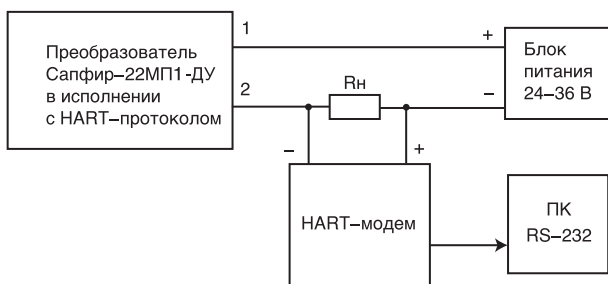 Преобразователь
Сапфир–22МП1-ДУ
в исполнении
с HART–протоколом
1
2
Rн
+
–
Блок
питания
24–36 В
–
+
HART–модем
ПК
RS–232